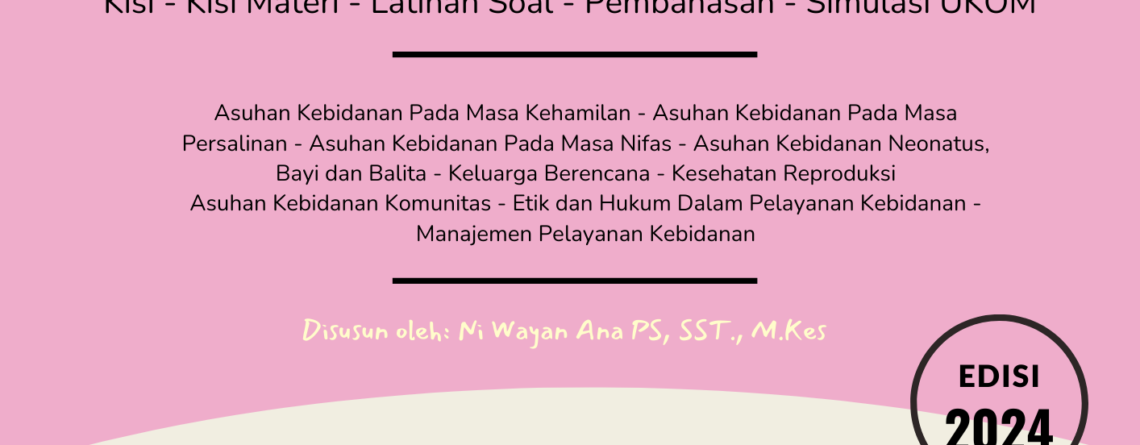 Kisi - Kisi Materi - Latihan Soal - Pembahasan - Simulasi UKOM
Asuhan Kebidanan Pada Masa Kehamilan - Asuhan Kebidanan Pada Masa
Persalinan - Asuhan Kebidanan Pada Masa Nifas - Asuhan Kebidanan Neonatus,
Bayi dan Balita - Keluarga Berencana - Kesehatan Reproduksi
Asuhan Kebidanan Komunitas - Etik dan Hukum Dalam Pelayanan Kebidanan -
Manajemen Pelayanan Kebidanan
Disusun oleh: Ni Wayan Ana PS, SST., M.Kes
EDISI
2024